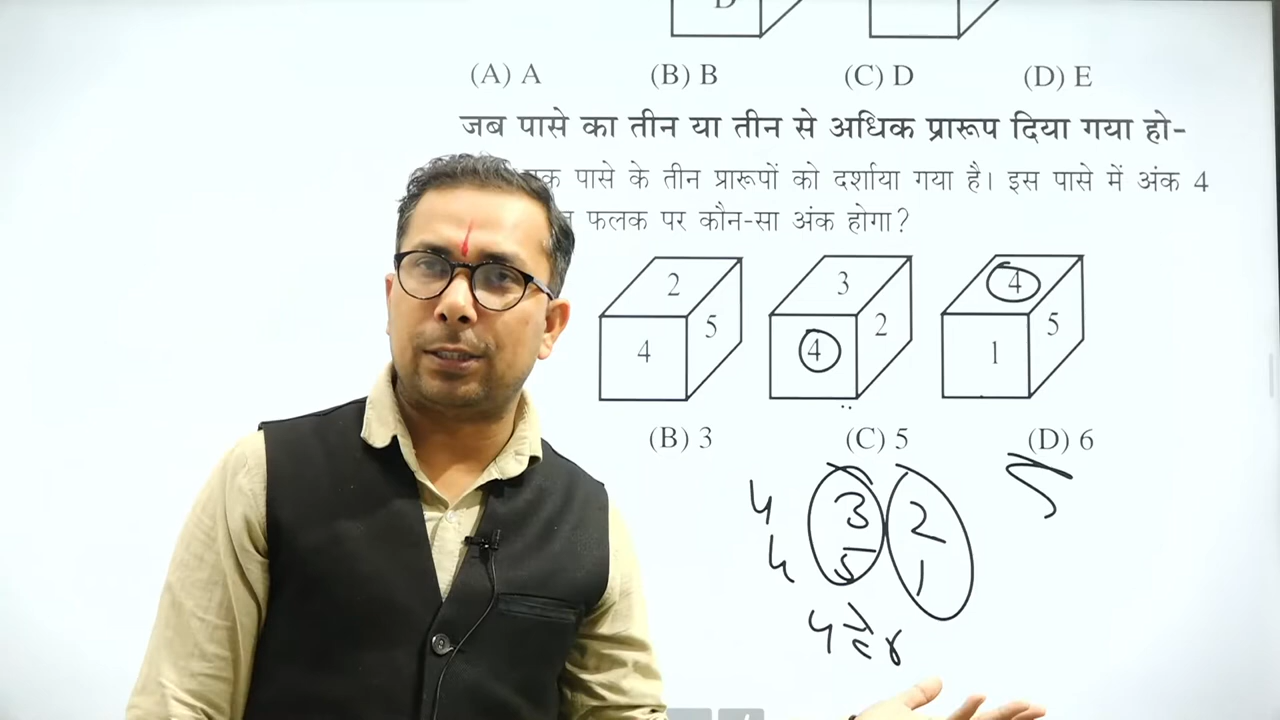 D
(A) A (B) B (C) D (D) E
जब पासे का तीन या तीन से अधिक प्रारूप दिया गया हो-
पासे के तीन प्रारूपों को दर्शाया गया है। इस पासे में अंक 4
फलक पर कौन-सा अंक होगा?
2 3 4
4 5 4 2 1 5
(B) 3 (C) 5 (D) 6
4 3 2
4 5 1